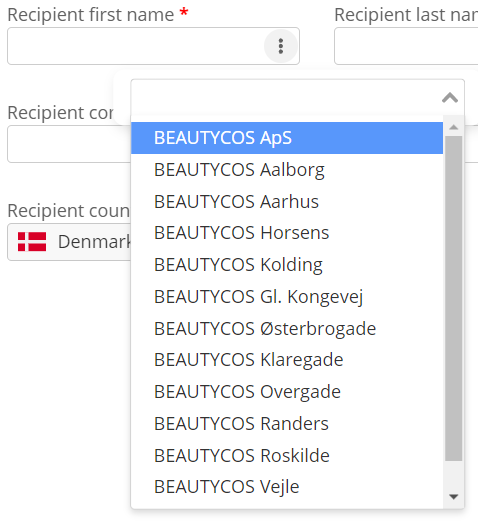 Recipient first name *
Recipient last nar
Recipient cor
Recipient coun
Denmark
BEAUTYCOS ApS
BEAUTYCOS Aalborg
BEAUTYCOS Aarhus
BEAUTYCOS Horsens
BEAUTYCOS Kolding
BEAUTYCOS Gl. Kongevej
BEAUTYCOS Østerbrogade
BEAUTYCOS Klaregade
BEAUTYCOS Overgade
BEAUTYCOS Randers
BEAUTYCOS Roskilde
BEAUTYCOS Vejle